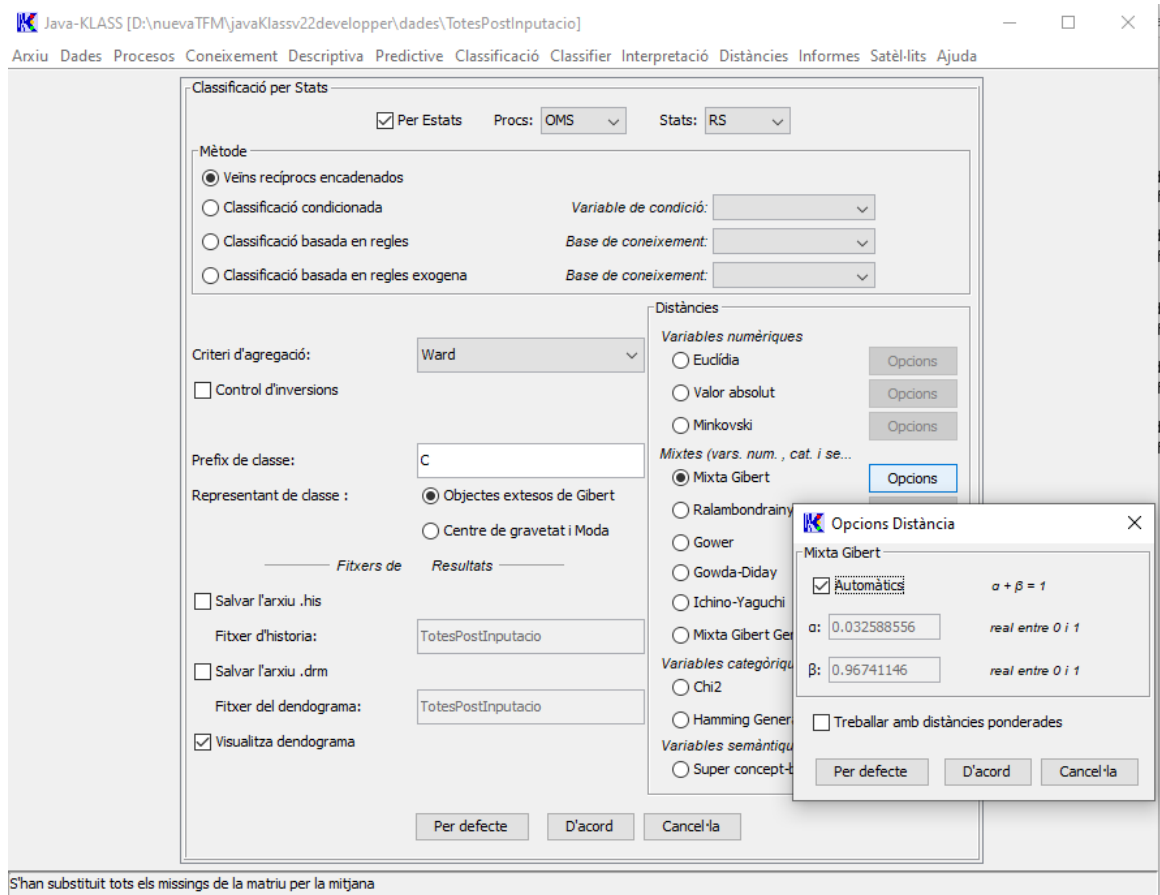 Java-KLASS [D:\nuevaTFM\javaKlassv22developper\dades\TotesPostInputacio]
Arxiu Dades Procesos Coneixement Descriptiva Predictive Classificació Classifier Interpretació Distàncies Informes Satèl·lits Ajuda
Classificació per Stats
Per Estats Procs: OMS Stats: RS
Mètode
Veïns recíprocs encadenados
Classificació condicionada Variable de condició:
Classificació basada en regles Base de coneixement:
Classificació basada en regles exogena Base de coneixement:
Distàncies
Variables numèriques
Criteri d'agregació: Ward
Euclídia Opcions
Control d'inversions
Valor absolut Opcions
Minkovski Opcions
Prefix de classe: C
Mixtes (vars. num. , cat. i se...
Representant de classe : Objectes extesos de Gibert
Mixta Gibert Opcions
Centre de gravetat i Moda
Ralambondrainy
Gower
Fitxers de Resultats
Gowda-Diday
Salvar l'arxiu .his
Ichino-Yaguchi
Fitxer d'historia: TotesPostInputacio
Mixta Gibert Ger
Salvar l'arxiu .drm
Variables categòriqu
Chi2
Fitxer del dendograma: TotesPostInputacio
Hamming Genera
Visualitza dendograma
Variables semàntiqu
Super concept-b
Per defecte D'acord Cancel·la
Opcions Distància
Mixta Gibert
Automàtics α + β = 1
α: 0.032588556 real entre 0 i 1
β: 0.96741146 real entre 0 i 1
Treballar amb distàncies ponderades
Per defecte D'acord Cancel·la
S'han substituit tots els missings de la matriu per la mitjana